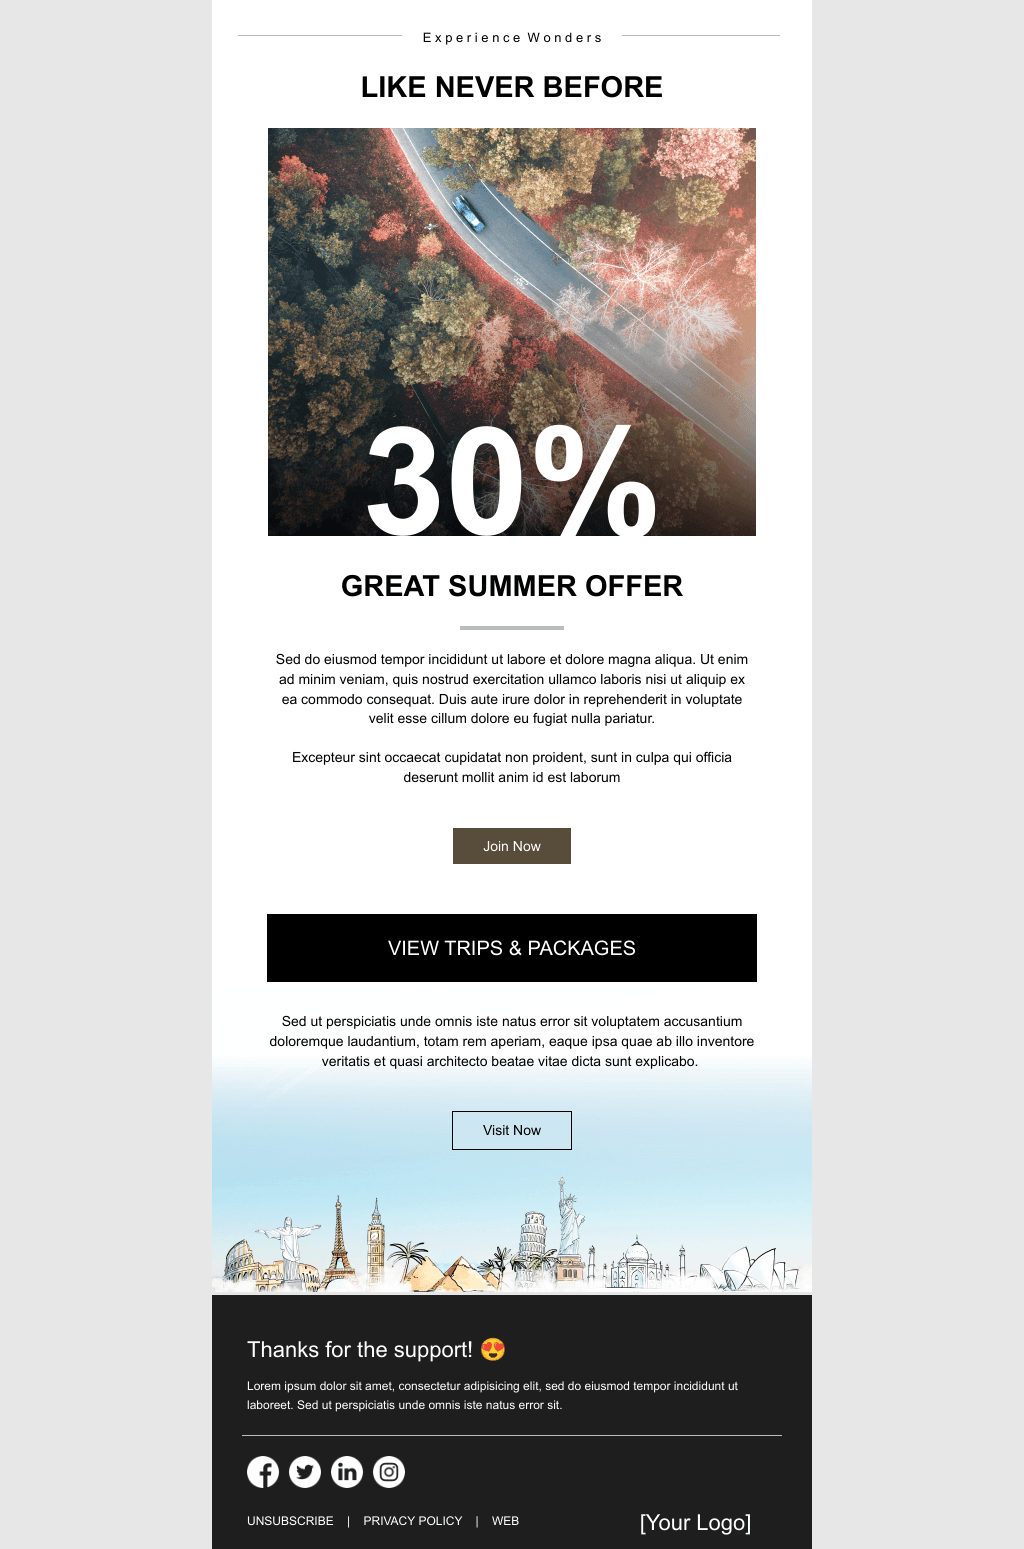 Experience Wonders
LIKE NEVER BEFORE
30%
GREAT SUMMER OFFER
Sed do eiusmod tempor incididunt ut labore et dolore magna aliqua. Ut enim
ad minim veniam, quis nostrud exercitation ullamco laboris nisi ut aliquip ex
ea commodo consequat. Duis aute irure dolor in reprehenderit in voluptate
velit esse cillum dolore eu fugiat nulla pariatur.
Excepteur sint occaecat cupidatat non proident, sunt in culpa qui officia
deserunt mollit anim id est laborum
Join Now
VIEW TRIPS & PACKAGES
Sed ut perspiciatis unde omnis iste natus error sit voluptatem accusantium
doloremque laudantium, totam rem aperiam, eaque ipsa quae ab illo inventore
veritatis et quasi architecto beatae vitae dicta sunt explicabo.
Visit Now
Thanks for the support! 😍
Lorem ipsum dolor sit amet, consectetur adipisicing elit, sed do eiusmod tempor incididunt ut
laboreet. Sed ut perspiciatis unde omnis iste natus error sit.
UNSUBSCRIBE | PRIVACY POLICY | WEB
[Your Logo]